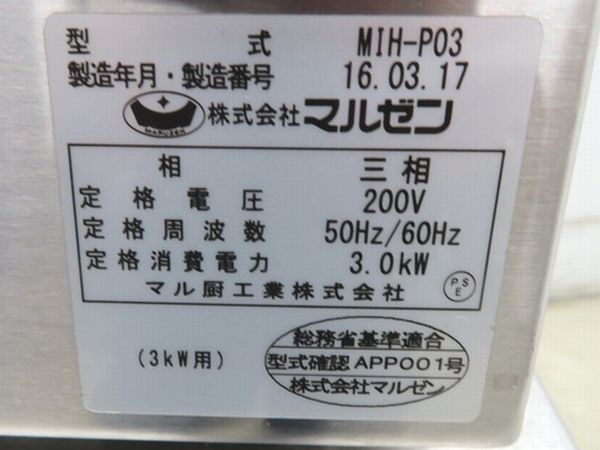 型式 MIH-P03
製造年月・製造番号 16.03.17
MARUZEN 株式会社 マルゼン
相 三相
定格電圧 200V
定格周波数 50Hz/60Hz
定格消費電力 3.0kW
マル厨工業株式会社
PS
E
総務省基準適合
(3kW用) 型式確認APP001号
株式会社マルゼン